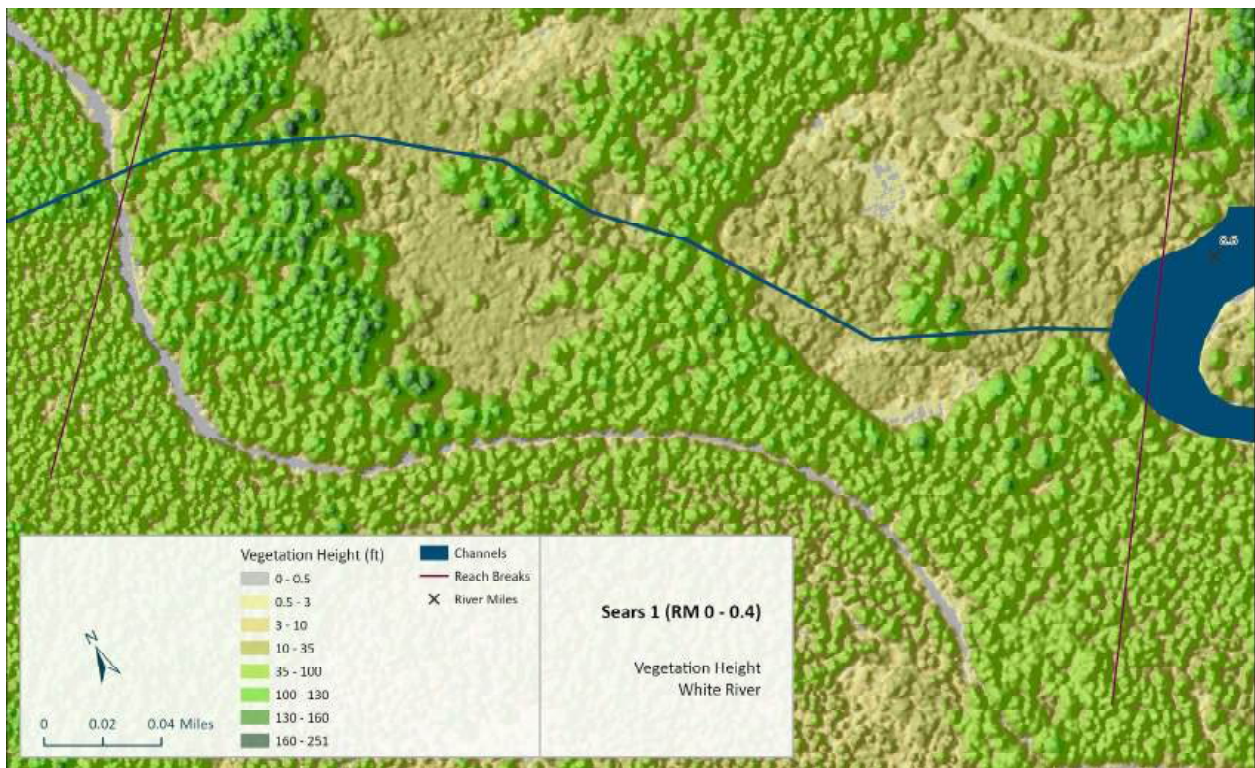 8.8
Vegetation Height (ft)
0 - 0.5
0.5 - 3
3 - 10
10 - 35
35 - 100
100 - 130
130 - 160
160 - 251
Channels
Reach Breaks
River Miles
N
0 0.02 0.04 Miles
Sears 1 (RM 0 - 0.4)
Vegetation Height
White River